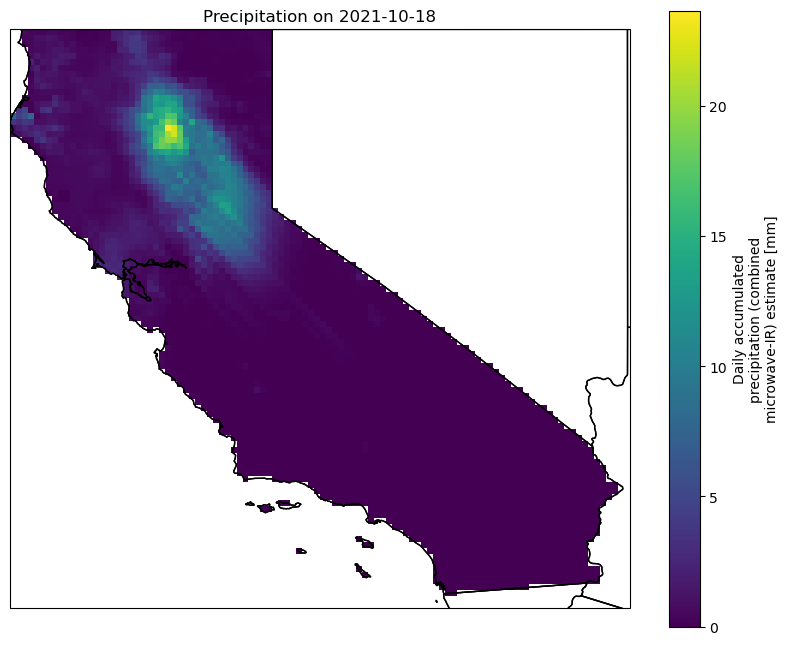 Precipitation on 2021-10-18
20
15
10
5
0
Daily accumulated
precipitation (combined
microwave-IR) estimate [mm]